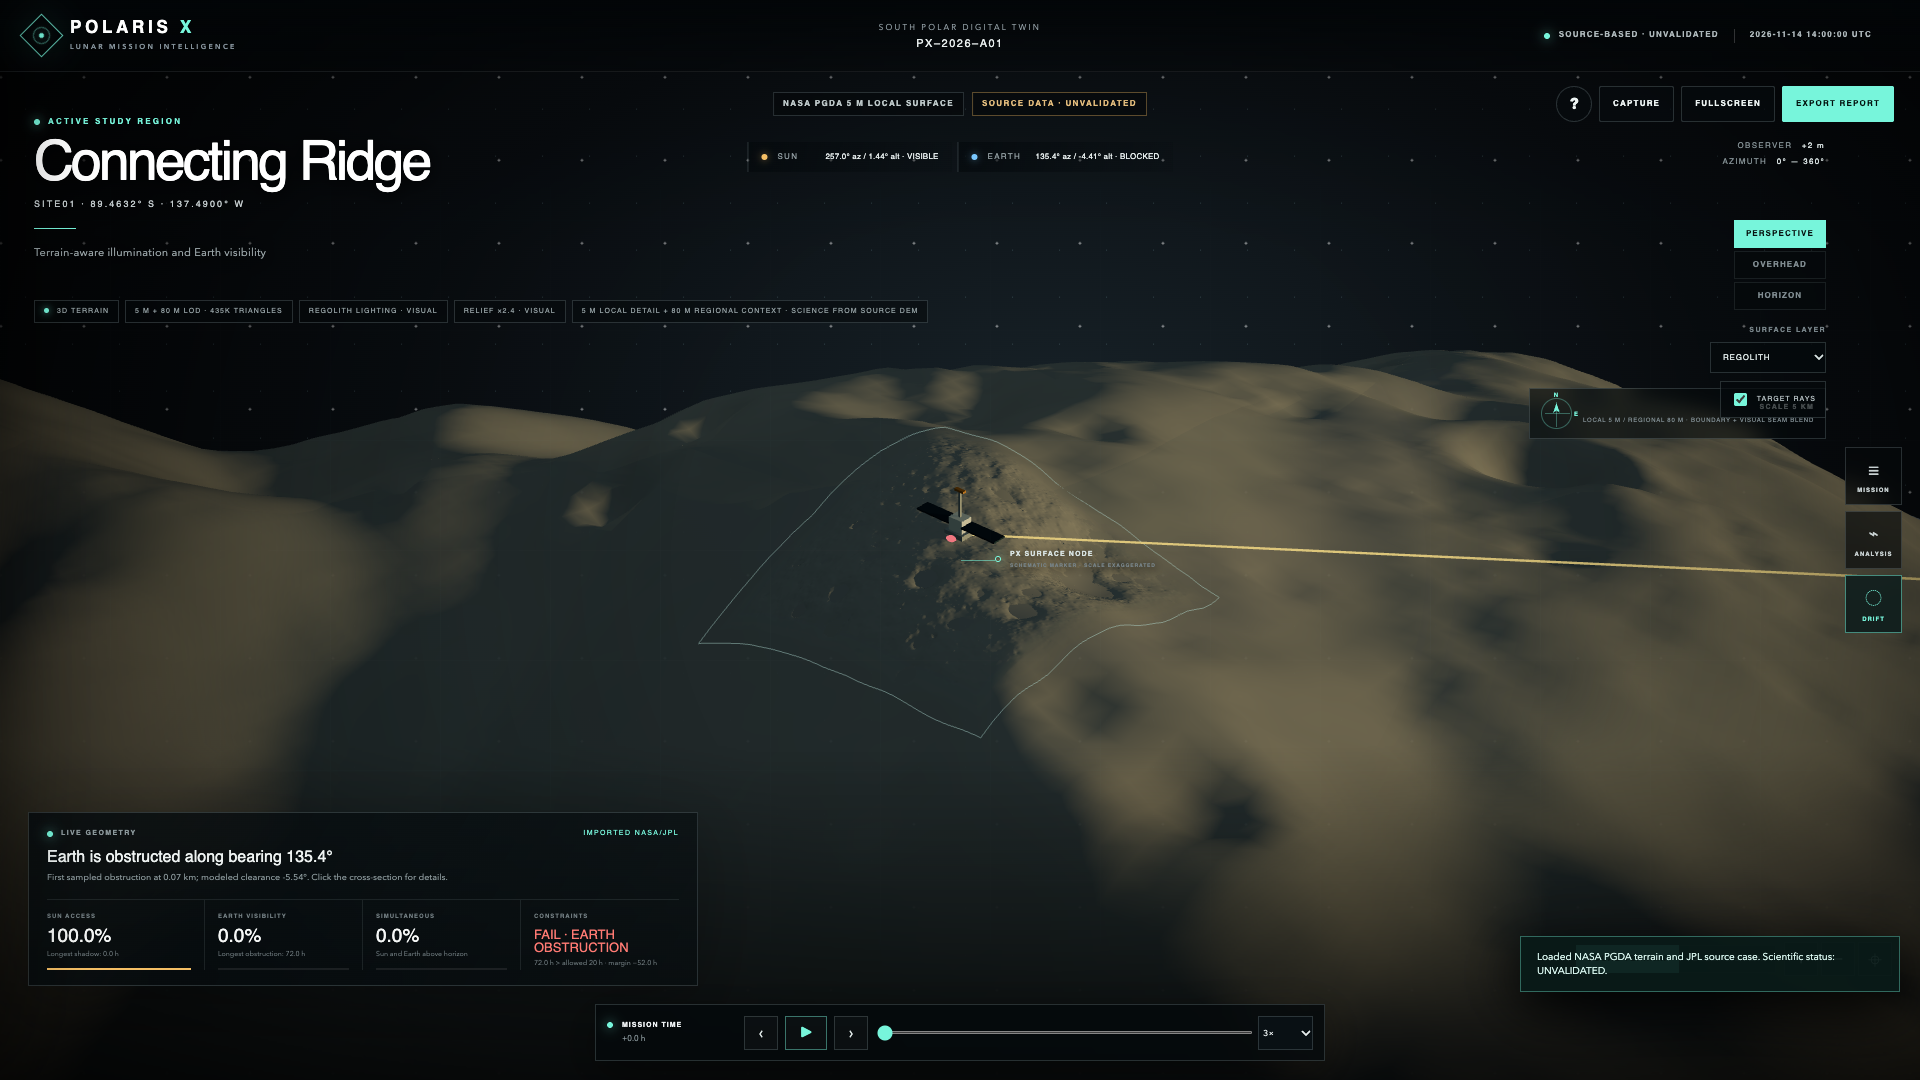 POLARIS X
LUNAR MISSION INTELLIGENCE
SOUTH POLAR DIGITAL TWIN
PX–2026–A01
SOURCE-BASED · UNVALIDATED
2026-11-14 14:00:00 UTC
NASA PGDA 5 M LOCAL SURFACE
SOURCE DATA · UNVALIDATED
?
CAPTURE
FULLSCREEN
EXPORT REPORT
ACTIVE STUDY REGION
Connecting Ridge
SITE01 · 89.4632° S · 137.4900° W
Terrain-aware illumination and Earth visibility
SUN 257.0° az / 1.44° alt · VISIBLE
EARTH 135.4° az / -4.41° alt · BLOCKED
OBSERVER +2 m
AZIMUTH 0° — 360°
3D TERRAIN
5 M + 80 M LOD · 435K TRIANGLES
REGOLITH LIGHTING · VISUAL
RELIEF ×2.4 · VISUAL
5 M LOCAL DETAIL + 80 M REGIONAL CONTEXT · SCIENCE FROM SOURCE DEM
PERSPECTIVE
OVERHEAD
HORIZON
SURFACE LAYER
REGOLITH
TARGET RAYS
SCALE 5 KM
N
E
LOCAL 5 M / REGIONAL 80 M · BOUNDARY + VISUAL SEAM BLEND
MISSION
ANALYSIS
DRIFT
PX SURFACE NODE
SCHEMATIC MARKER · SCALE EXAGGERATED
LIVE GEOMETRY
IMPORTED NASA/JPL
Earth is obstructed along bearing 135.4°
First sampled obstruction at 0.07 km; modeled clearance -5.54°. Click the cross-section for details.
SUN ACCESS
100.0%
Longest shadow: 0.0 h
EARTH VISIBILITY
0.0%
Longest obstruction: 72.0 h
SIMULTANEOUS
0.0%
Sun and Earth above horizon
CONSTRAINTS
FAIL · EARTH
OBSTRUCTION
72.0 h > allowed 20 h · margin −52.0 h
Loaded NASA PGDA terrain and JPL source case. Scientific status:
UNVALIDATED.
MISSION TIME
+0.0 h
‹
›
3×